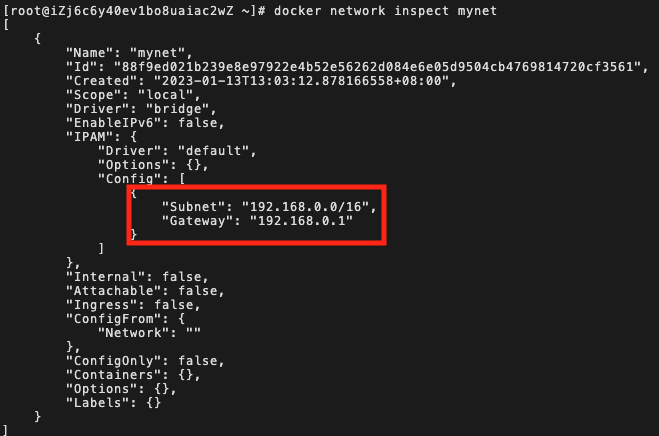 [root@iZj6c6y40ev1bo8uaiac2wZ ~]# docker network inspect mynet
[
    {
        "Name": "mynet",
        "Id": "88f9ed021b239e8e97922e4b52e56262d084e6e05d9504cb4769814720cf3561",
        "Created": "2023-01-13T13:03:12.878166558+08:00",
        "Scope": "local",
        "Driver": "bridge",
        "EnableIPv6": false,
        "IPAM": {
            "Driver": "default",
            "Options": {},
            "Config": [
                {
                    "Subnet": "192.168.0.0/16",
                    "Gateway": "192.168.0.1"
                }
            ]
        },
        "Internal": false,
        "Attachable": false,
        "Ingress": false,
        "ConfigFrom": {
            "Network": ""
        },
        "ConfigOnly": false,
        "Containers": {},
        "Options": {},
        "Labels": {}
    }
]